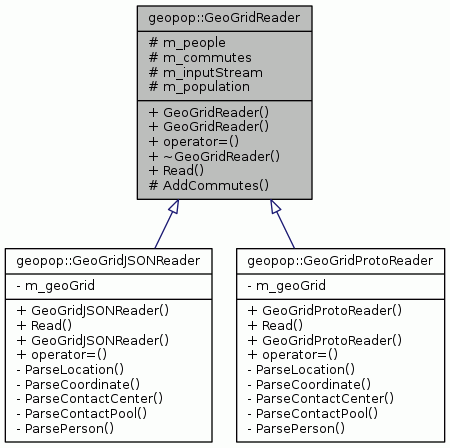 geopop::GeoGridReader
# m_people
# m_commutes
# m_inputStream
# m_population
+ GeoGridReader()
+ GeoGridReader()
+ operator=()
+ ~GeoGridReader()
+ Read()
# AddCommutes()
geopop::GeoGridJSONReader
- m_geoGrid
+ GeoGridJSONReader()
+ Read()
+ GeoGridJSONReader()
+ operator=()
- ParseLocation()
- ParseCoordinate()
- ParseContactCenter()
- ParseContactPool()
- ParsePerson()
geopop::GeoGridProtoReader
- m_geoGrid
+ GeoGridProtoReader()
+ Read()
+ GeoGridProtoReader()
+ operator=()
- ParseLocation()
- ParseCoordinate()
- ParseContactCenter()
- ParseContactPool()
- ParsePerson()